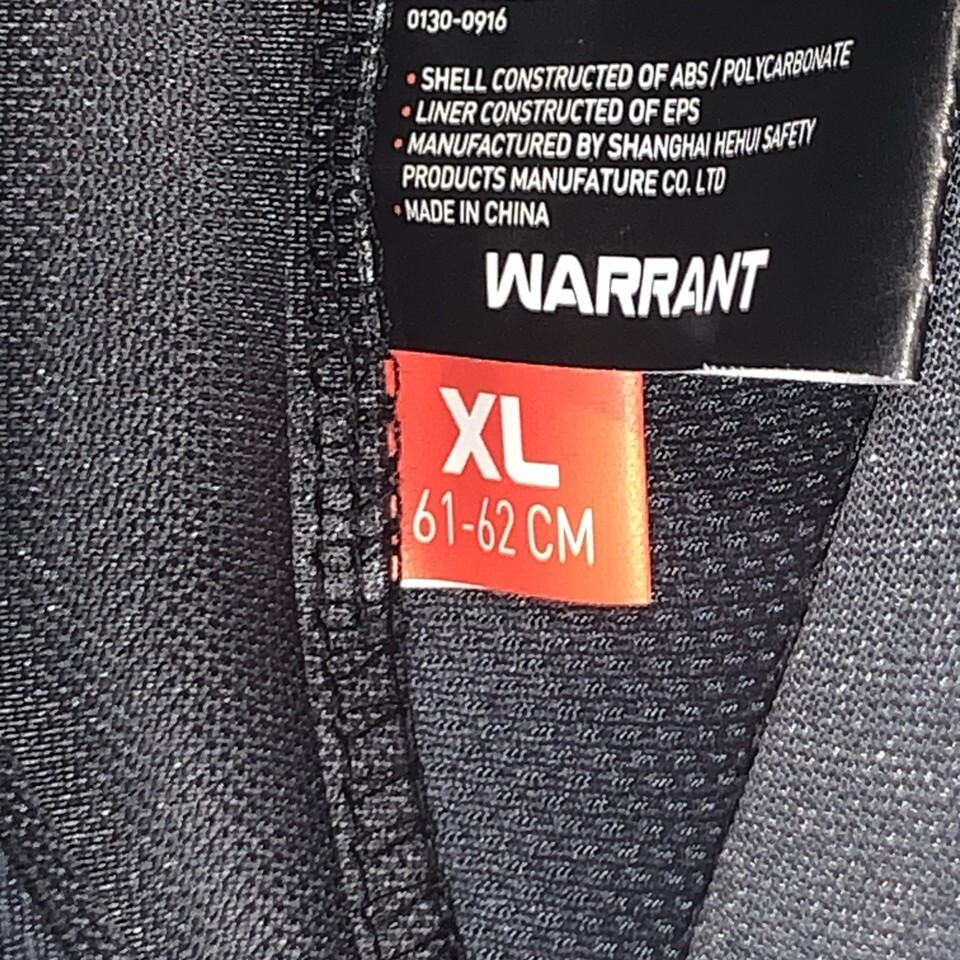 0130-0916
• SHELL CONSTRUCTED OF ABS / POLYCARBONATE
• LINER CONSTRUCTED OF EPS
• MANUFACTURED BY SHANGHAI HEHUI SAFETY
PRODUCTS MANUFATURE CO. LTD
• MADE IN CHINA
WARRANT
XL
61-62 CM